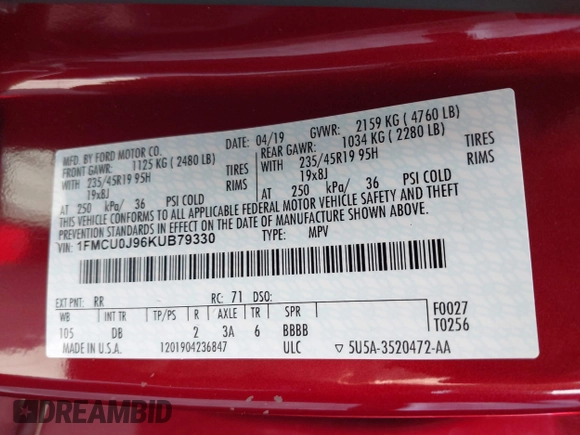 MFD. BY FORD MOTOR CO.
DATE: 04/19 GVWR: 2159 KG ( 4760 LB)
FRONT GAWR: 1125 KG ( 2480 LB) REAR GAWR: 1034 KG ( 2280 LB)
WITH 235/45R19 95H TIRES WITH 235/45R19 95H TIRES
19x8J RIMS 19x8J RIMS
AT 250 kPa/ 36 PSI COLD AT 250 kPa/ 36 PSI COLD
THIS VEHICLE CONFORMS TO ALL APPLICABLE FEDERAL MOTOR VEHICLE SAFETY, BUMPER, AND THEFT PREVENTION STANDARDS IN EFFECT ON THE DATE OF MANUFACTURE SHOWN ABOVE.
VIN: 1FMCU0J96KUB79330 TYPE: MPV
EXT PNT: RR RC: 71 DSO: F0027
WB INT TR TP/PS R AXLE TR SPR T0256
105 DB 2 3A 6 BBBB
MADE IN U.S.A. 1201904236847 ULC ▽ 5U5A-3520472-AA
DREAMBID